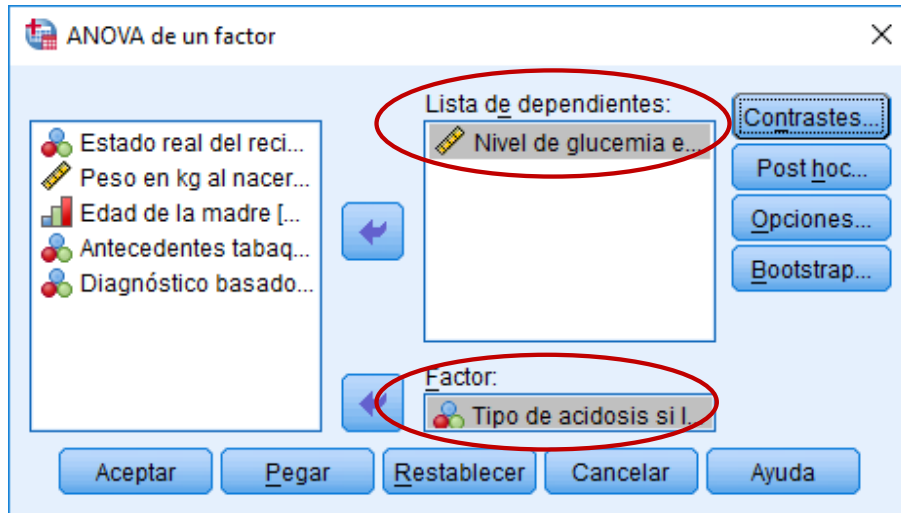 ANOVA de un factor
Estado real del reci...
Peso en kg al nacer...
Edad de la madre [...
Antecedentes tabaq...
Diagnóstico basado...
Lista de dependientes:
Nivel de glucemia e...
Factor:
Tipo de acidosis si l...
Contrastes...
Post hoc...
Opciones...
Bootstrap...
Aceptar Pegar Restablecer Cancelar Ayuda